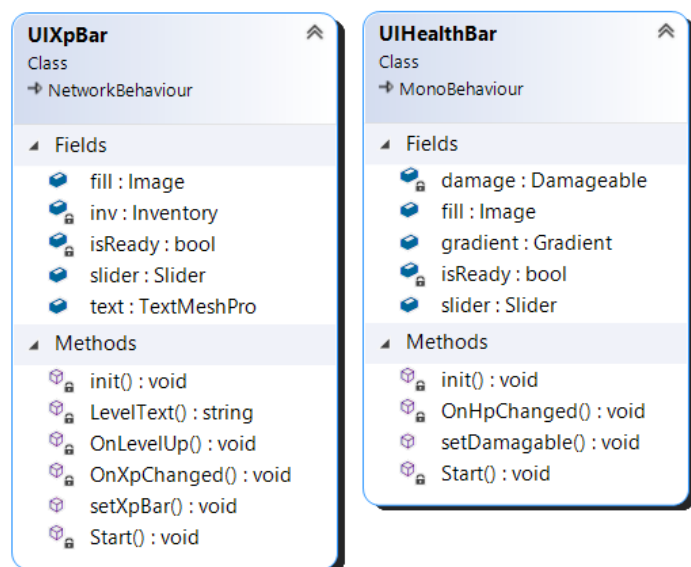 UIXpBar
Class
NetworkBehaviour
Fields
fill : Image
inv : Inventory
isReady : bool
slider : Slider
text : TextMeshPro
Methods
init() : void
LevelText() : string
OnLevelUp() : void
OnXpChanged() : void
setXpBar() : void
Start() : void
UIHealthBar
Class
MonoBehaviour
Fields
damage : Damageable
fill : Image
gradient : Gradient
isReady : bool
slider : Slider
Methods
init() : void
OnHpChanged() : void
setDamagable() : void
Start() : void